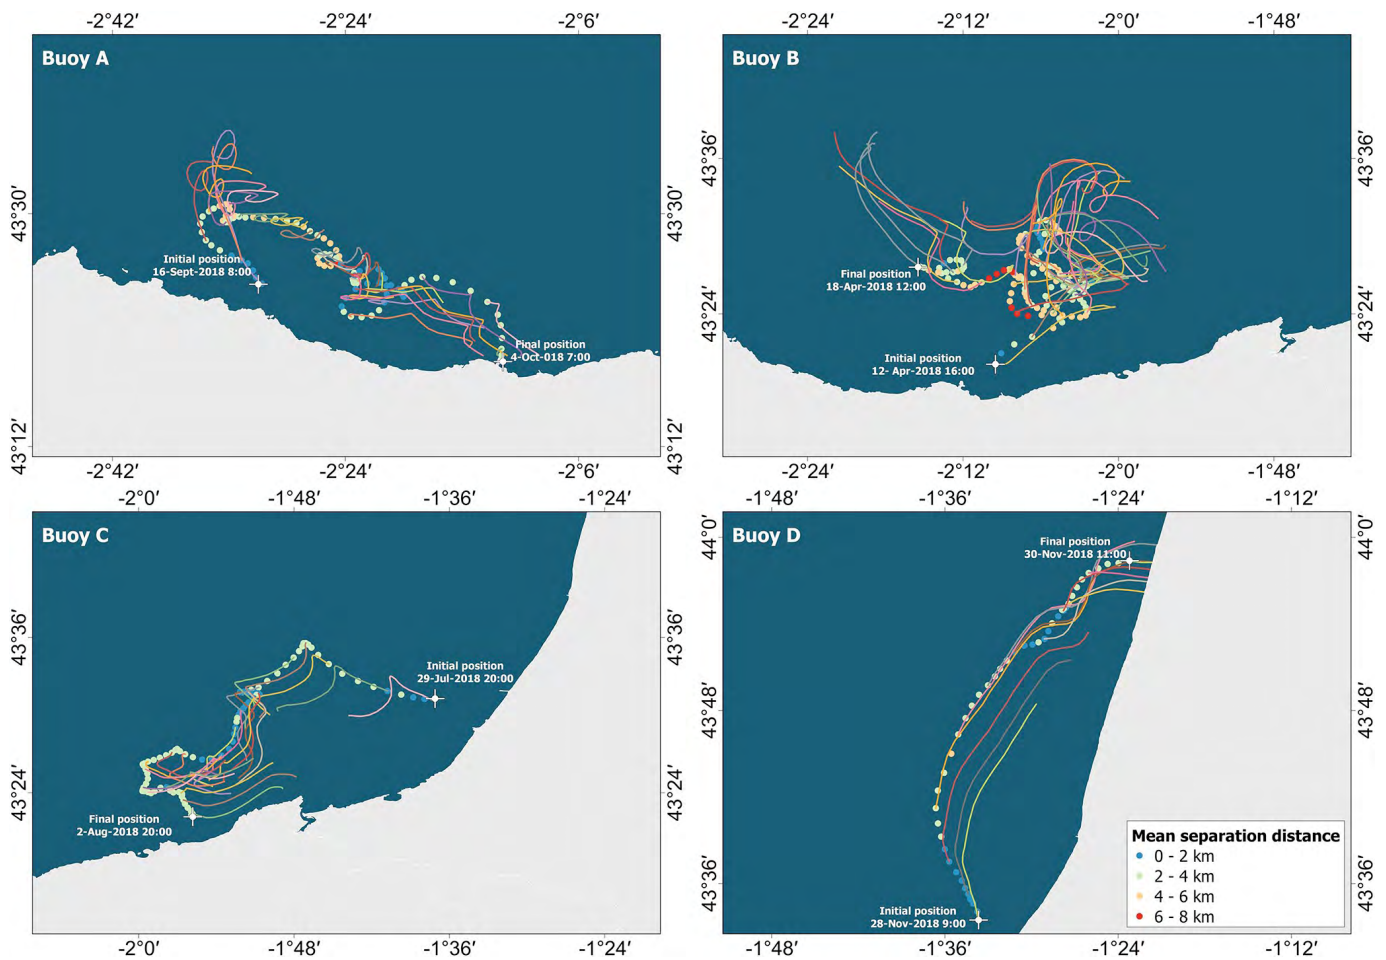 -2°42' -2°24' -2°6'
-2°24' -2°12' -2°0' -1°48'
Buoy A
Buoy B
43°36'
43°36'
43°30'
43°30'
Initial position
16-Sept-2018 8:00
Final position
18-Apr-2018 12:00
43°24'
43°24'
Final position
4-Oct-018 7:00
Initial position
12- Apr-2018 16:00
43°12'
43°12'
-2°42' -2°24' -2°6'
-2°24' -2°12' -2°0' -1°48'
-2°0' -1°48' -1°36' -1°24'
-1°48' -1°36' -1°24' -1°12'
Buoy C
Buoy D
44°0'
44°0'
Final position
30-Nov-2018 11:00
43°36'
43°36'
Initial position
29-Jul-2018 20:00
43°48'
43°48'
43°24'
43°24'
Final position
2-Aug-2018 20:00
Mean separation distance
0 - 2 km
2 - 4 km
4 - 6 km
6 - 8 km
43°36'
43°36'
Initial position
28-Nov-2018 9:00
-2°0' -1°48' -1°36' -1°24'
-1°48' -1°36' -1°24' -1°12'